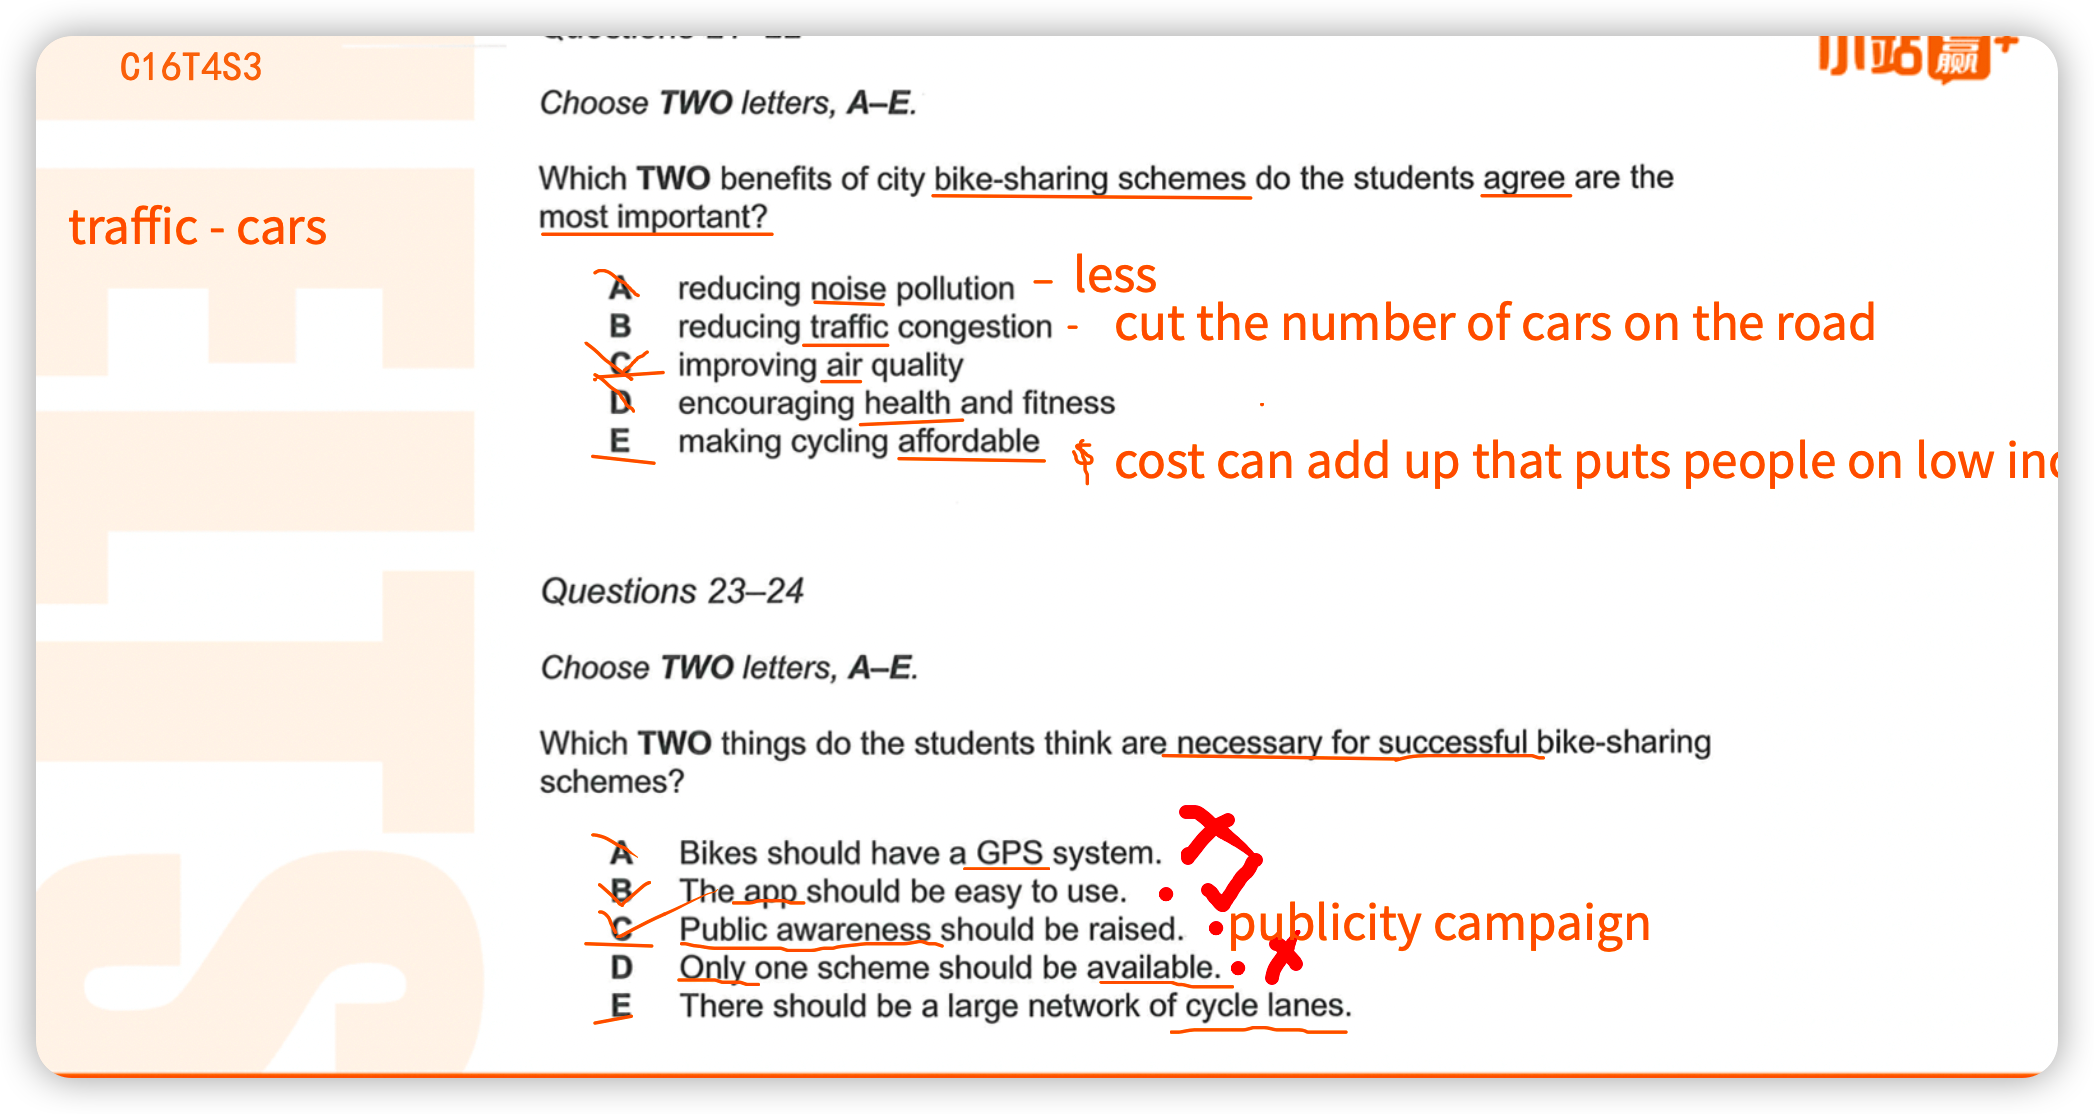 C16T4S3
小站赢+
Choose TWO letters, A–E.
traffic - cars
Which TWO benefits of city bike-sharing schemes do the students agree are the
most important?
A reducing noise pollution – less
B reducing traffic congestion - cut the number of cars on the road
C improving air quality
D encouraging health and fitness
E making cycling affordable $ cost can add up that puts people on low
Questions 23–24
Choose TWO letters, A–E.
Which TWO things do the students think are necessary for successful bike-sharing
schemes?
A Bikes should have a GPS system.
B The app should be easy to use.
C Public awareness should be raised. publicity campaign
D Only one scheme should be available.
E There should be a large network of cycle lanes.